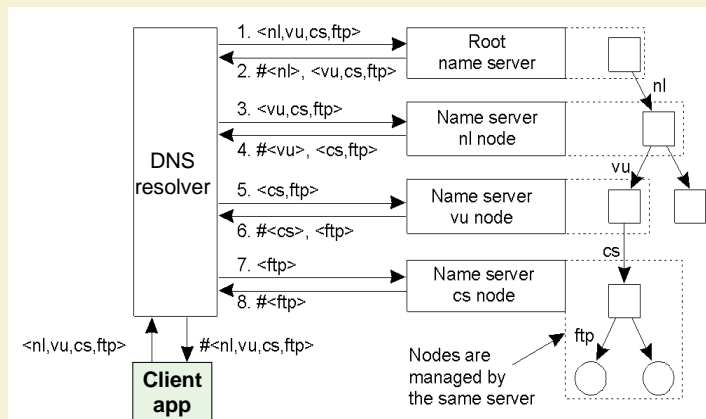 1. <nl,vu,cs,ftp>
2. #<nl>, <vu,cs,ftp>
Root
name server
nl
3. <vu,cs,ftp>
4. #<vu>, <cs,ftp>
Name server
nl node
DNS
resolver
vu
5. <cs,ftp>
6. #<cs>, <ftp>
Name server
vu node
cs
7. <ftp>
8. #<ftp>
Name server
cs node
ftp
<nl,vu,cs,ftp>
#<nl,vu,cs,ftp>
Nodes are
managed by
the same server
Client
app